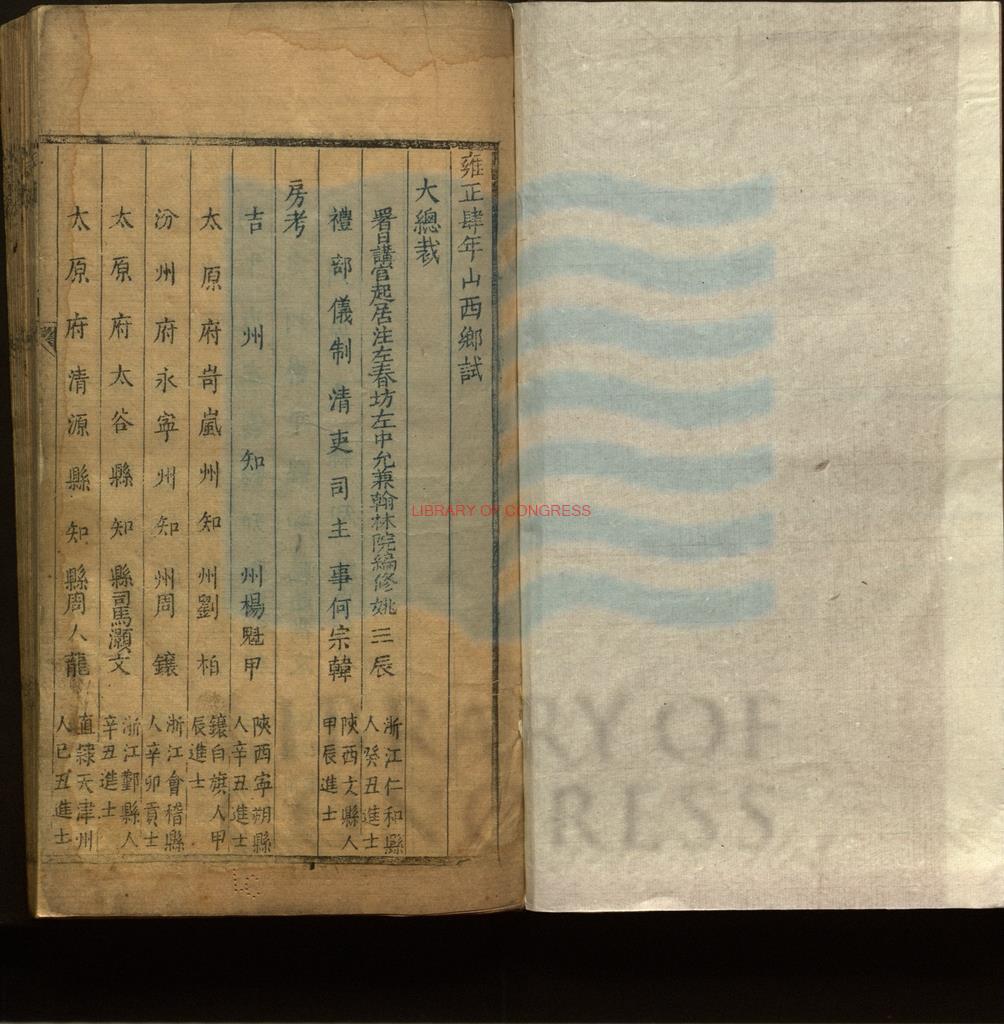 雍正肆年山西鄉試
大總裁
署日講官起居注左春坊左中允兼翰林院編修姚三辰
浙江仁和縣
人癸丑進士
禮部儀制清吏司主事何宗韓
陝西文縣人
甲辰進士
房考
吉州知州楊魁甲
陝西寧朔縣
人辛丑進士
太原府岢嵐州知州劉柏
鑲白旗人甲
辰進士
汾州府永寧州知州周鑲
浙江會稽縣
人辛卯貢士
太原府太谷縣知縣司馬灝文
浙江鄞縣人
辛丑進士
太原府清源縣知縣周人龍
直隸天津州
人己丑進士
LIBRARY OF CONGRESS
LIBRARY OF
CONGRESS